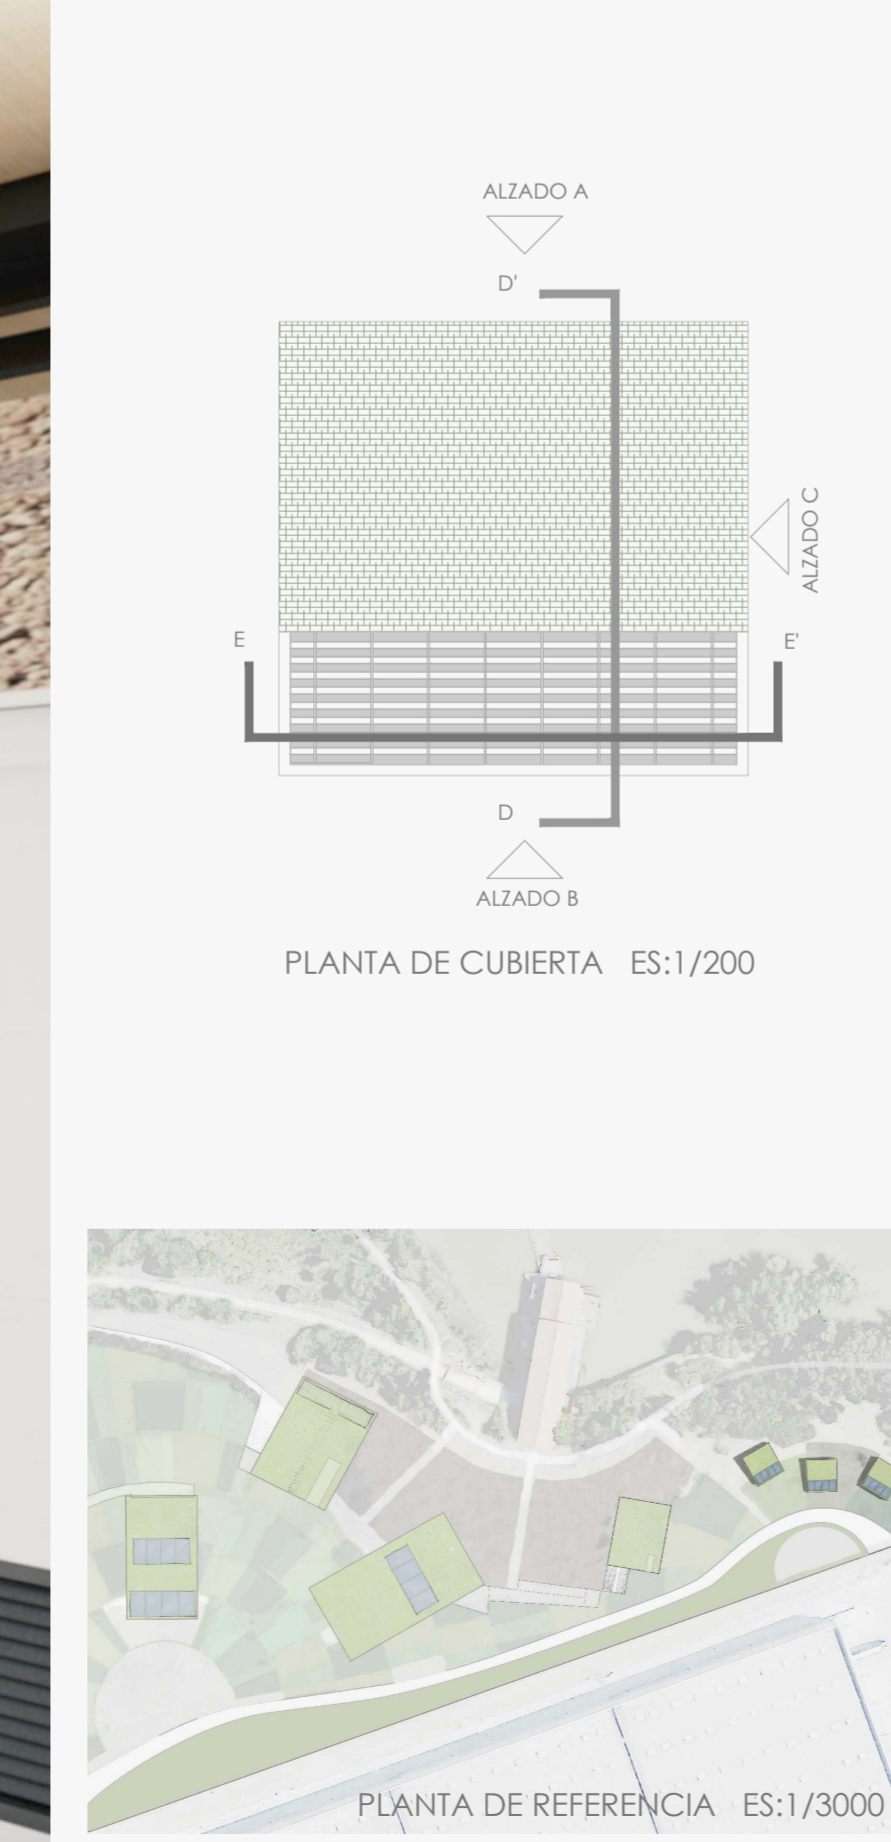 ALZADO A
D'
ALZADO C
E
E'
D
ALZADO B
PLANTA DE CUBIERTA ES:1/200
PLANTA DE REFERENCIA ES:1/3000